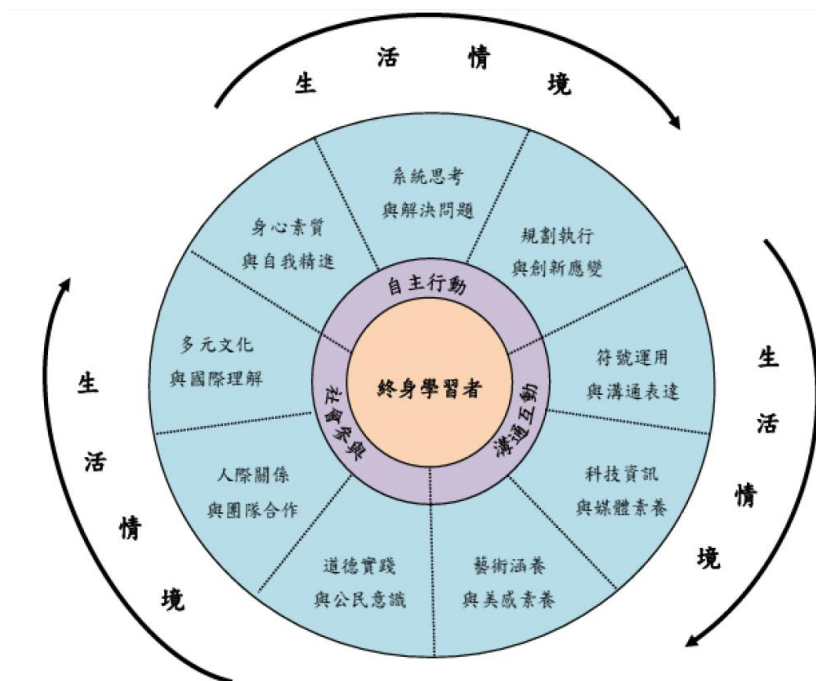 生活情境
系統思考
與解決問題
身心素質
與自我精進
規劃執行
與創新應變
自主行動
多元文化
與國際理解
終身學習者
符號運用
與溝通表達
生活情境
生活情境
社會參與
溝通互動
人際關係
與團隊合作
科技資訊
與媒體素養
道德實踐
與公民意識
藝術涵養
與美感素養